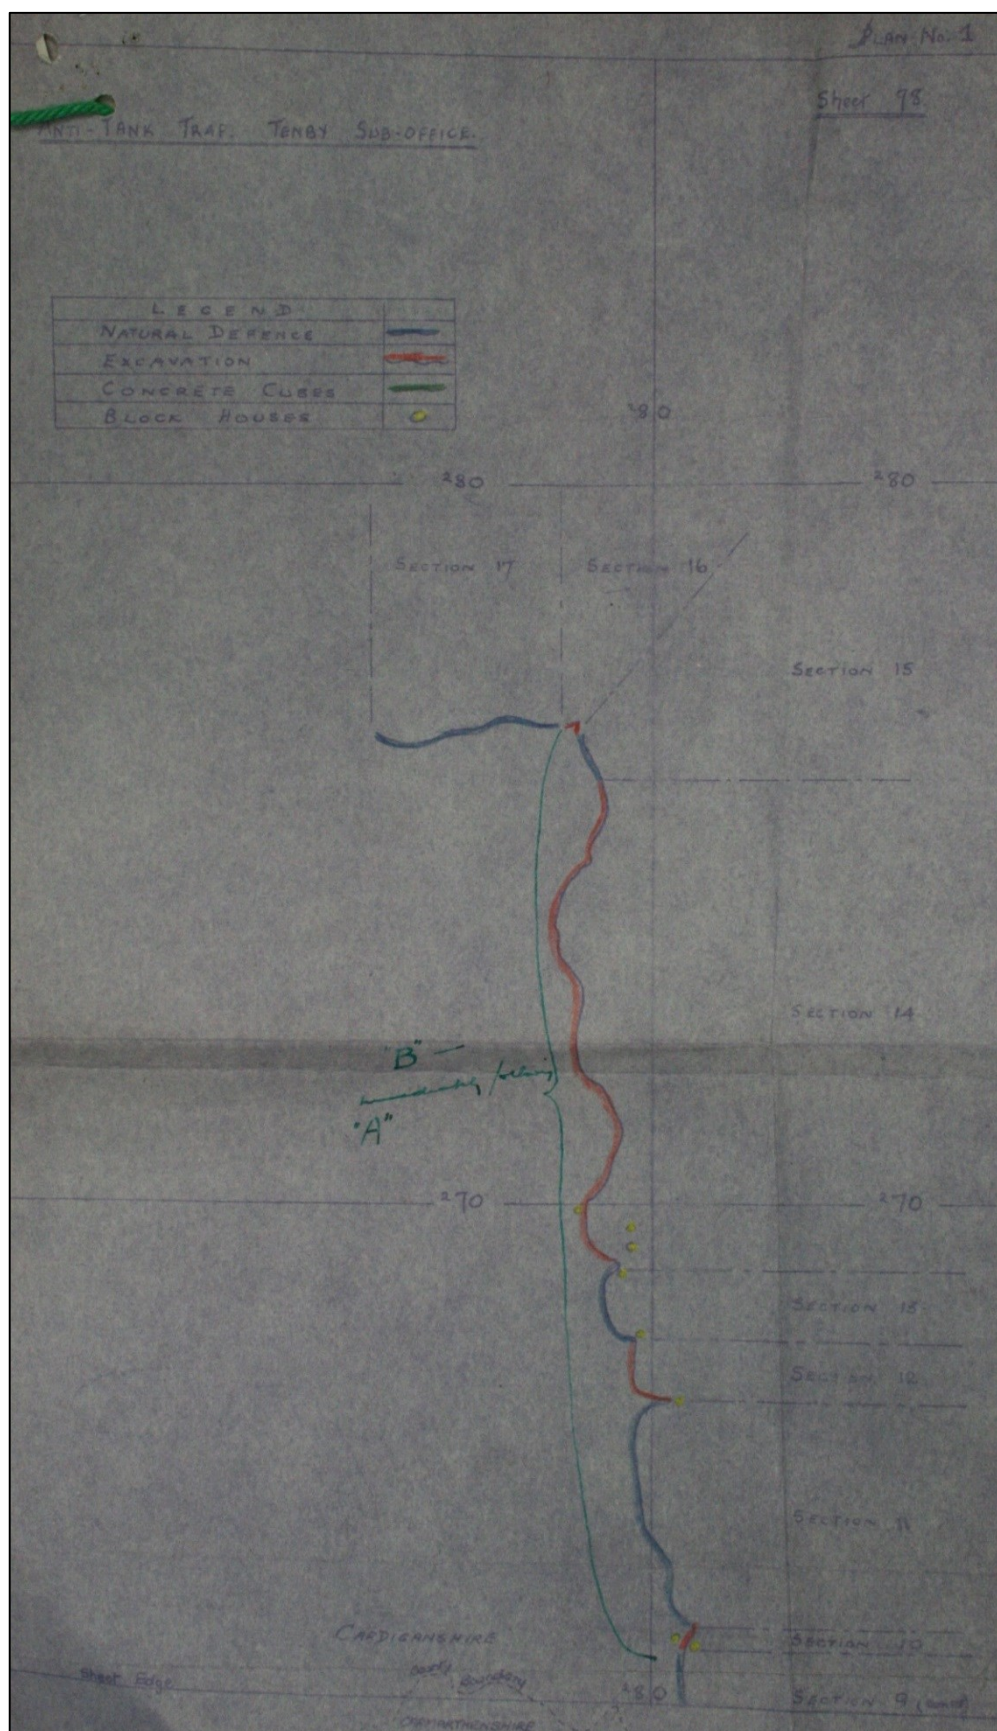 PLAN No. 1
Sheet 98
ANTI-TANK TRAP. TENBY SUB-OFFICE.
LEGEND
NATURAL DEFENCE
EXCAVATION
CONCRETE CUBES
BLOCK HOUSES
²80
²80
²80
SECTION 17
SECTION 16
SECTION 15
SECTION 14
"B" —
"A"
²70
²70
SECTION 13
SECTION 12
SECTION 11
CARDIGANSHIRE
SECTION 10
Sheet Edge
County Boundary
²80
SECTION 9
CARMARTHENSHIRE